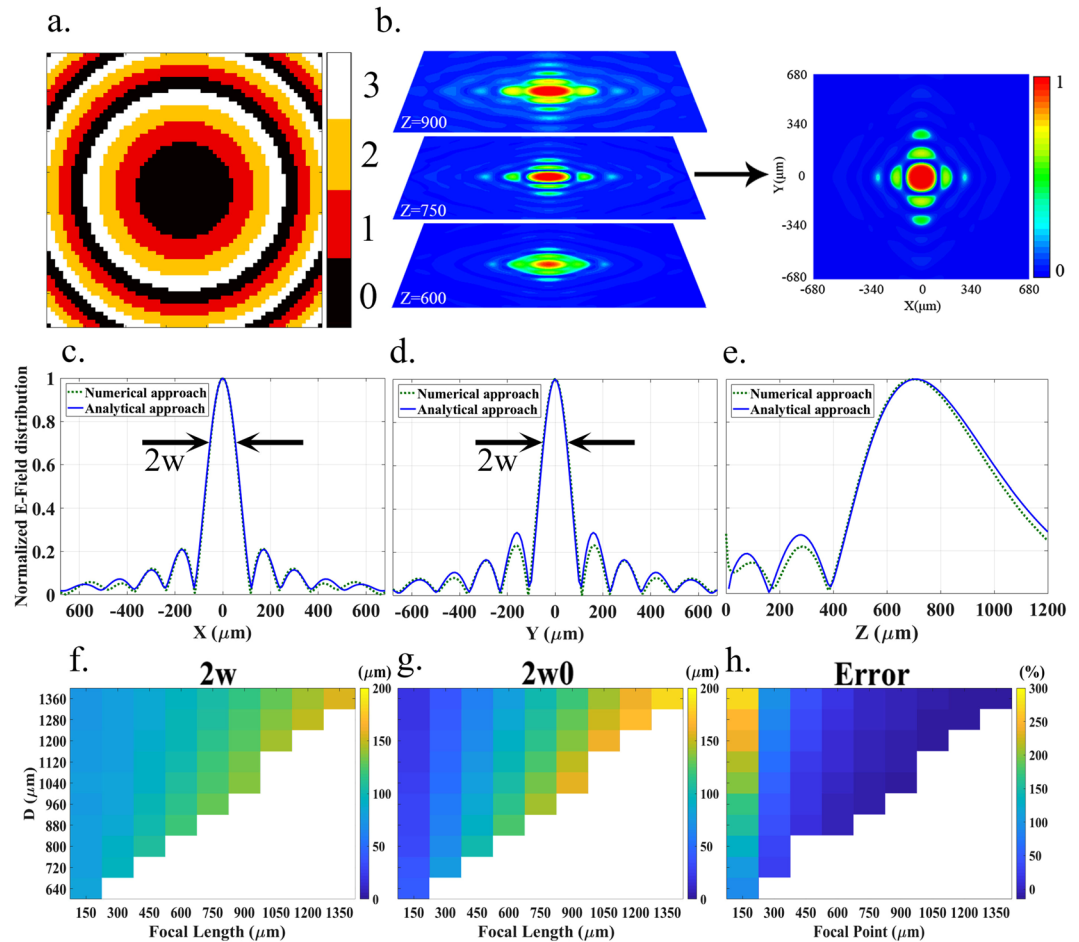 a.
3
2
1
0
b.
Z=900
Z=750
Z=600
680
340
0
-340
-680
Y(μm)
-680 -340 0 340 680
X(μm)
1
0
c.
Normalized E-Field distribution
1
0.8
0.6
0.4
0.2
0
Numerical approach
Analytical approach
2w
-600 -400 -200 0 200 400 600
X (μm)
d.
Numerical approach
Analytical approach
2w
-600 -400 -200 0 200 400 600
Y (μm)
e.
Numerical approach
Analytical approach
0 200 400 600 800 1000 1200
Z (μm)
f.
2w
(μm)
D (μm)
1360
1280
1200
1120
1040
960
880
800
720
640
150 300 450 600 750 900 1050 1350
Focal Length (μm)
200
150
100
50
0
g.
2w0
(μm)
150 300 450 600 750 900 1050 1350
Focal Length (μm)
200
150
100
50
0
h.
Error
(%)
150 300 450 600 750 900 1050 1350
Focal Point (μm)
300
250
200
150
100
50
0